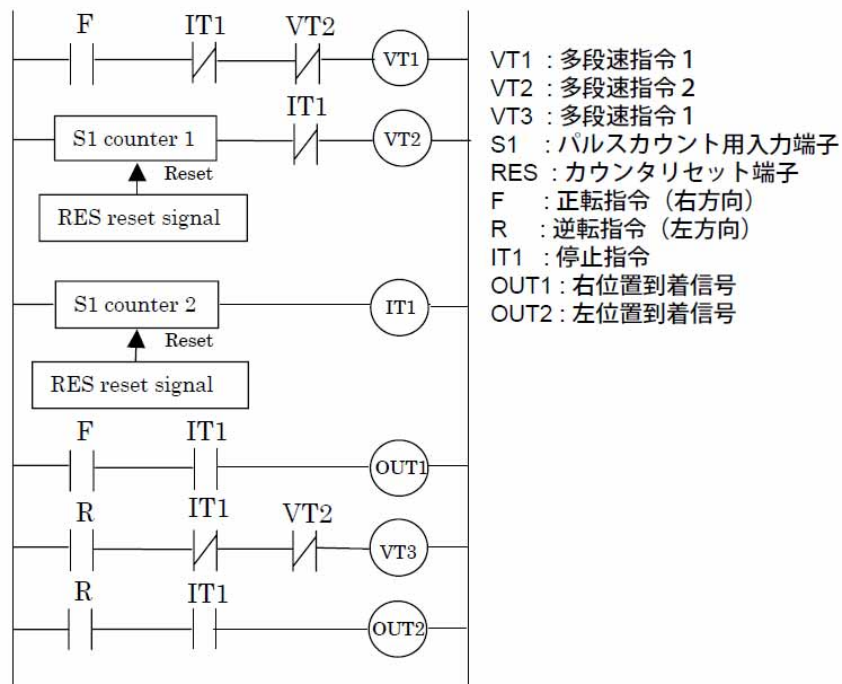 F IT1 VT2
VT1
IT1
S1 counter 1
VT2
Reset
RES reset signal
S1 counter 2
IT1
Reset
RES reset signal
F IT1
OUT1
R IT1 VT2
VT3
R IT1
OUT2
VT1 : 多段速指令1
VT2 : 多段速指令2
VT3 : 多段速指令1
S1 : パルスカウント用入力端子
RES : カウンタリセット端子
F : 正転指令（右方向）
R : 逆転指令（左方向）
IT1 : 停止指令
OUT1 : 右位置到着信号
OUT2 : 左位置到着信号